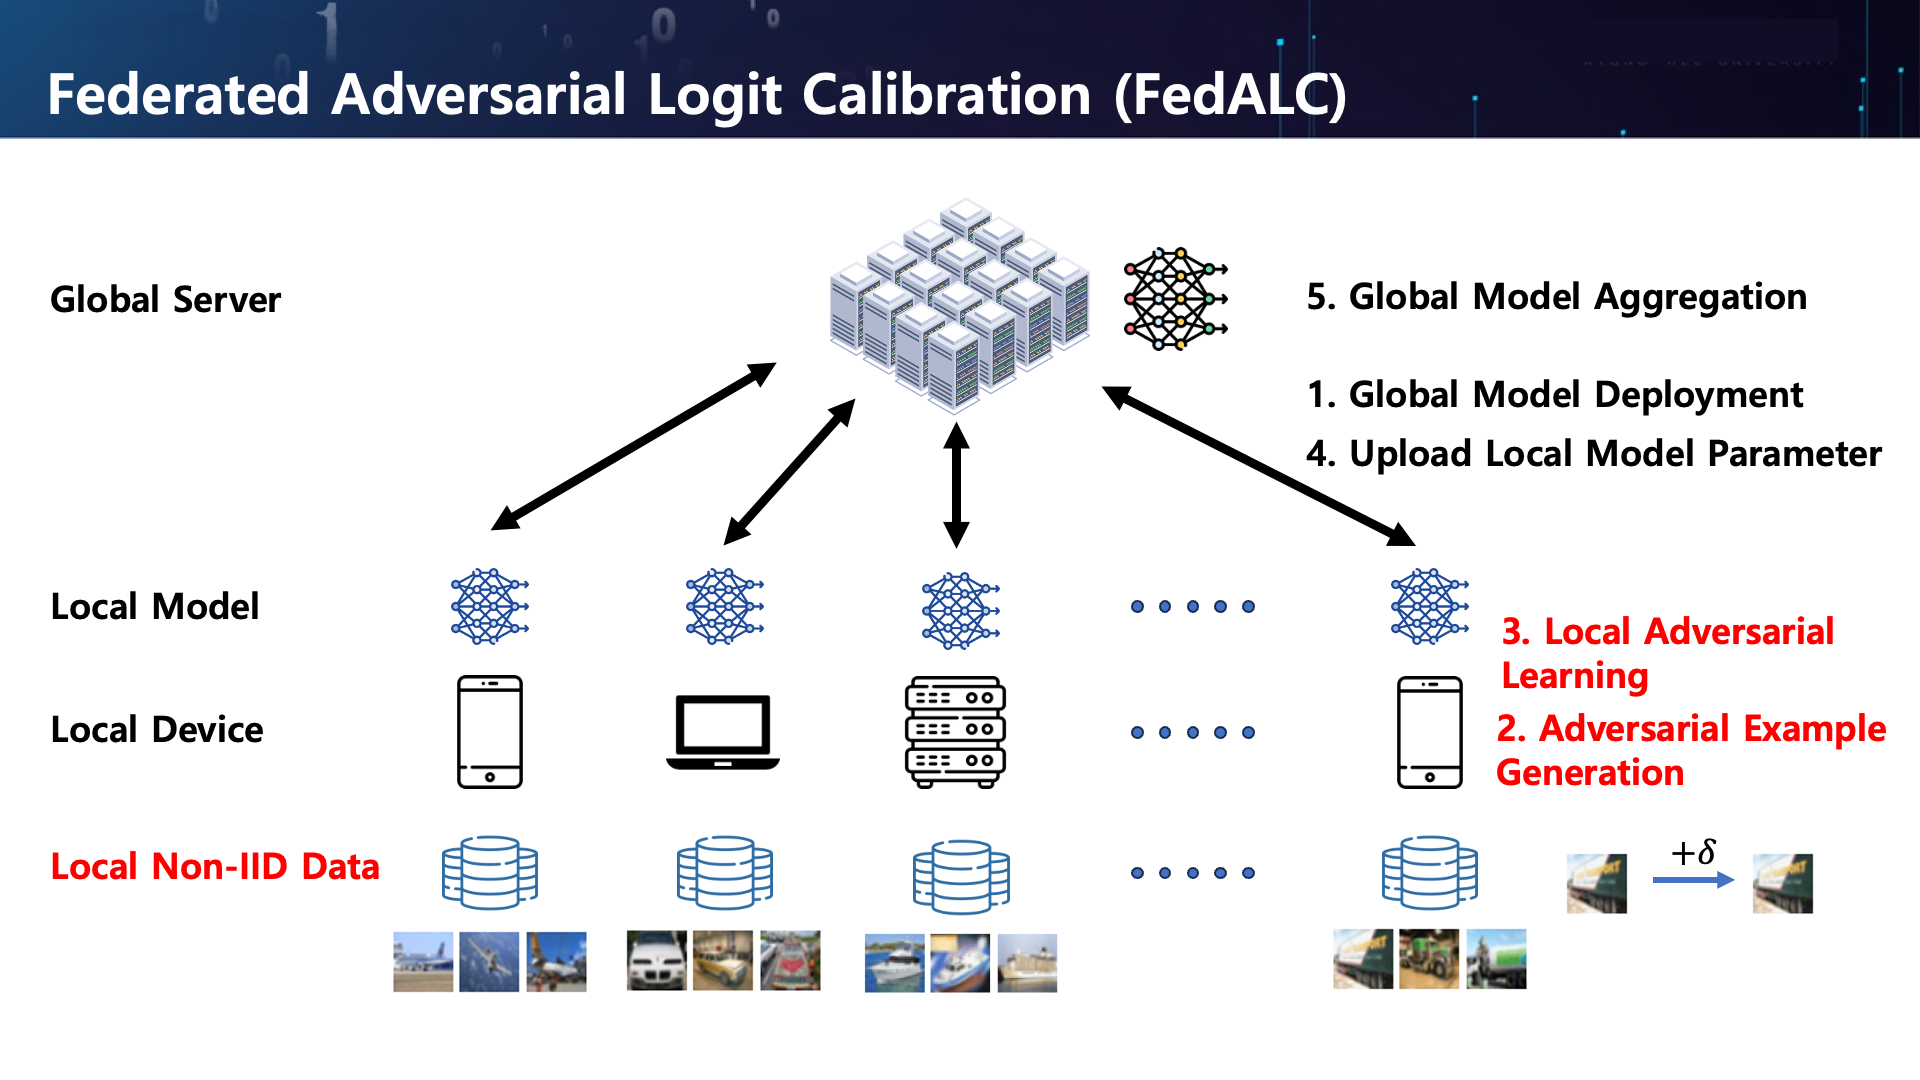 Federated Adversarial Logit Calibration (FedALC)
Global Server
5. Global Model Aggregation
1. Global Model Deployment
4. Upload Local Model Parameter
Local Model
3. Local Adversarial
Learning
Local Device
2. Adversarial Example
Generation
Local Non-IID Data
+δ